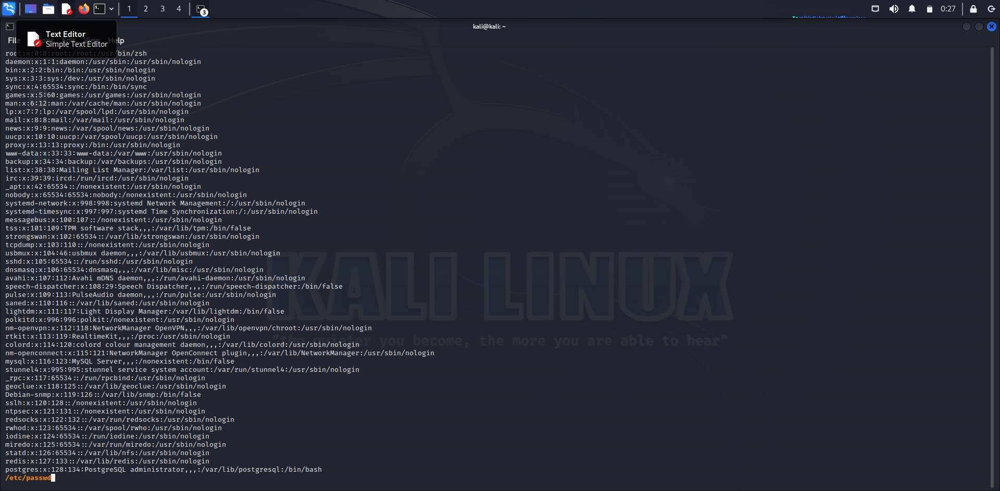 1 2 3 4 3 0:27
kali@kali: ~
File Actions Edit View Help
Text Editor
Simple Text Editor
root:x:0:0:root:/root:/usr/bin/zsh
daemon:x:1:1:daemon:/usr/sbin:/usr/sbin/nologin
bin:x:2:2:bin:/bin:/usr/sbin/nologin
sys:x:3:3:sys:/dev:/usr/sbin/nologin
sync:x:4:65534:sync:/bin:/bin/sync
games:x:5:60:games:/usr/games:/usr/sbin/nologin
man:x:6:12:man:/var/cache/man:/usr/sbin/nologin
lp:x:7:7:lp:/var/spool/lpd:/usr/sbin/nologin
mail:x:8:8:mail:/var/mail:/usr/sbin/nologin
news:x:9:9:news:/var/spool/news:/usr/sbin/nologin
uucp:x:10:10:uucp:/var/spool/uucp:/usr/sbin/nologin
proxy:x:13:13:proxy:/bin:/usr/sbin/nologin
www-data:x:33:33:www-data:/var/www:/usr/sbin/nologin
backup:x:34:34:backup:/var/backups:/usr/sbin/nologin
list:x:38:38:Mailing List Manager:/var/list:/usr/sbin/nologin
irc:x:39:39:ircd:/run/ircd:/usr/sbin/nologin
_apt:x:42:65534::/nonexistent:/usr/sbin/nologin
nobody:x:65534:65534:nobody:/nonexistent:/usr/sbin/nologin
systemd-network:x:998:998:systemd Network Management:/:/usr/sbin/nologin
systemd-timesync:x:997:997:systemd Time Synchronization:/:/usr/sbin/nologin
messagebus:x:100:107::/nonexistent:/usr/sbin/nologin
tss:x:101:109:TPM software stack,,,:/var/lib/tpm:/bin/false
strongswan:x:102:65534::/var/lib/strongswan:/usr/sbin/nologin
tcpdump:x:103:110::/nonexistent:/usr/sbin/nologin
usbmux:x:104:46:usbmux daemon,,,:/var/lib/usbmux:/usr/sbin/nologin
sshd:x:105:65534::/run/sshd:/usr/sbin/nologin
dnsmasq:x:106:65534:dnsmasq,,,:/var/lib/misc:/usr/sbin/nologin
avahi:x:107:112:Avahi mDNS daemon,,,:/run/avahi-daemon:/usr/sbin/nologin
speech-dispatcher:x:108:29:Speech Dispatcher,,,:/run/speech-dispatcher:/bin/false
pulse:x:109:113:PulseAudio daemon,,,:/run/pulse:/usr/sbin/nologin
saned:x:110:116::/var/lib/saned:/usr/sbin/nologin
lightdm:x:111:117:Light Display Manager:/var/lib/lightdm:/bin/false
polkitd:x:996:996:polkit:/nonexistent:/usr/sbin/nologin
nm-openvpn:x:112:118:NetworkManager OpenVPN,,,:/var/lib/openvpn/chroot:/usr/sbin/nologin
rtkit:x:113:119:RealtimeKit,,,:/proc:/usr/sbin/nologin
colord:x:114:120:colord colour management daemon,,,:/var/lib/colord:/usr/sbin/nologin
nm-openconnect:x:115:121:NetworkManager OpenConnect plugin,,,:/var/lib/NetworkManager:/usr/sbin/nologin
mysql:x:116:123:MySQL Server,,,:/nonexistent:/bin/false
stunnel4:x:995:995:stunnel service system account:/var/run/stunnel4:/usr/sbin/nologin
_rpc:x:117:65534::/run/rpcbind:/usr/sbin/nologin
geoclue:x:118:125::/var/lib/geoclue:/usr/sbin/nologin
Debian-snmp:x:119:126::/var/lib/snmp:/bin/false
sslh:x:120:128::/nonexistent:/usr/sbin/nologin
ntpsec:x:121:131::/nonexistent:/usr/sbin/nologin
redsocks:x:122:132::/var/run/redsocks:/usr/sbin/nologin
rwhod:x:123:65534::/var/spool/rwho:/usr/sbin/nologin
iodine:x:124:65534::/run/iodine:/usr/sbin/nologin
miredo:x:125:65534::/var/run/miredo:/usr/sbin/nologin
statd:x:126:65534::/var/lib/nfs:/usr/sbin/nologin
redis:x:127:133::/var/lib/redis:/usr/sbin/nologin
postgres:x:128:134:PostgreSQL administrator,,,:/var/lib/postgresql:/bin/bash
/etc/passwd
KALI LINUX
"the quieter you become, the more you are able to hear"